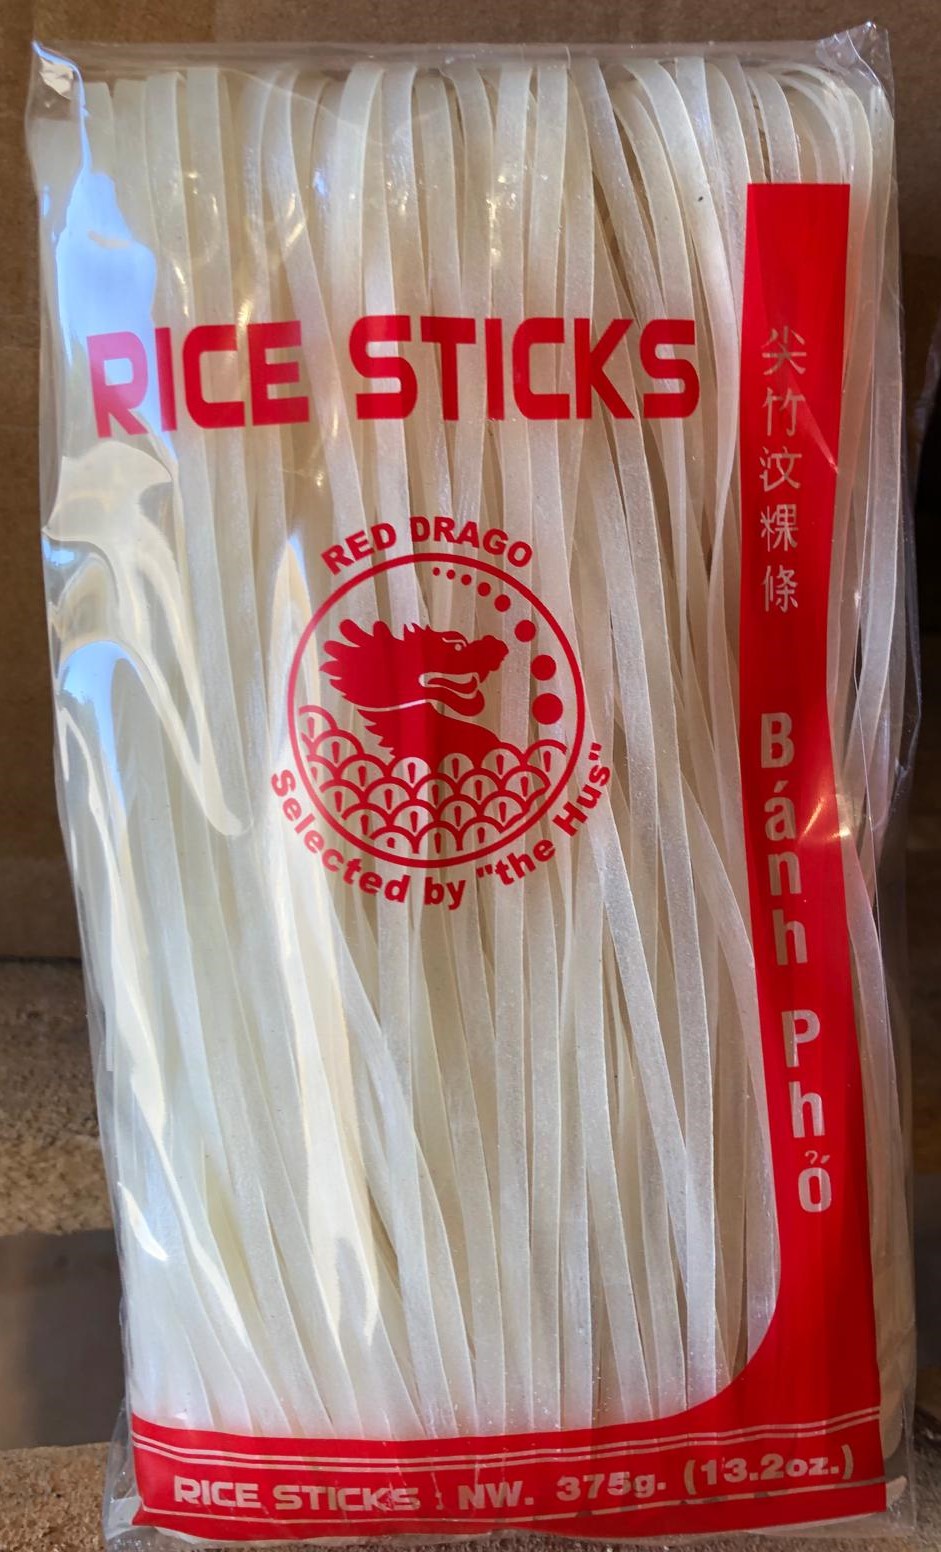 RICE STICKS
RED DRAGO
Selected by "the Hus"
尖竹汶粿條
Bánh Phở
RICE STICKS NW. 375g. (13.2oz.)